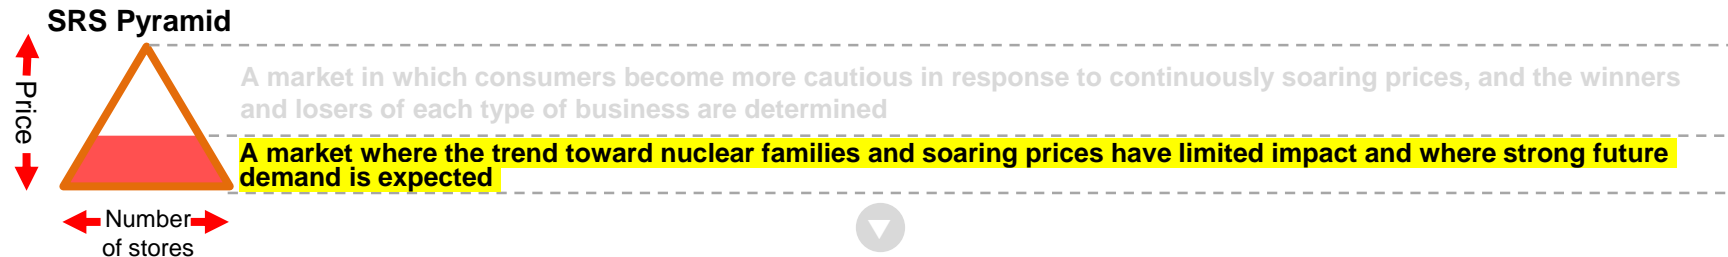 SRS Pyramid
Price
A market in which consumers become more cautious in response to continuously soaring prices, and the winners
and losers of each type of business are determined
A market where the trend toward nuclear families and soaring prices have limited impact and where strong future
demand is expected
Number
of stores